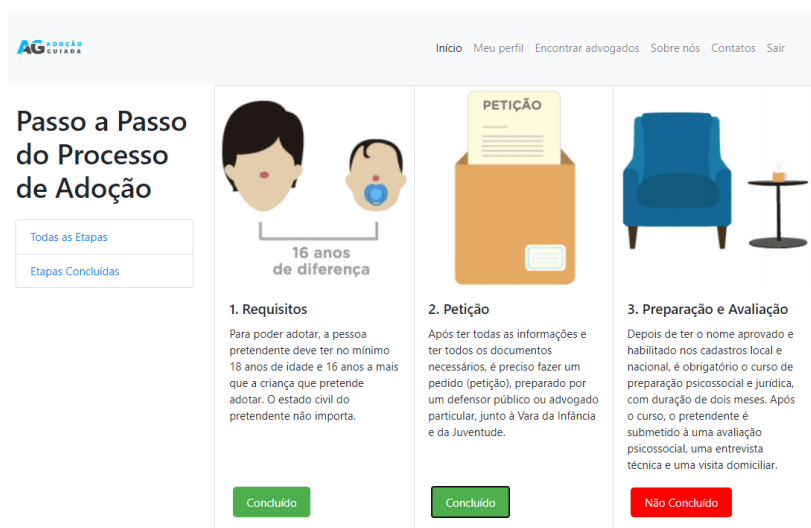 AG ADOÇÃO
GUIADA
Início Meu perfil Encontrar advogados Sobre nós Contatos Sair
Passo a Passo
do Processo
de Adoção
Todas as Etapas
Etapas Concluídas
16 anos
de diferença
1. Requisitos
Para poder adotar, a pessoa
pretendente deve ter no mínimo
18 anos de idade e 16 anos a mais
que a criança que pretende
adotar. O estado civil do
pretendente não importa.
Concluído
PETIÇÃO
2. Petição
Após ter todas as informações e
ter todos os documentos
necessários, é preciso fazer um
pedido (petição), preparado por
um defensor público ou advogado
particular, junto à Vara da Infância
e da Juventude.
Concluído
3. Preparação e Avaliação
Depois de ter o nome aprovado e
habilitado nos cadastros local e
nacional, é obrigatório o curso de
preparação psicossocial e jurídica,
com duração de dois meses. Após
o curso, o pretendente é
submetido à uma avaliação
psicossocial, uma entrevista
técnica e uma visita domiciliar.
Não Concluído